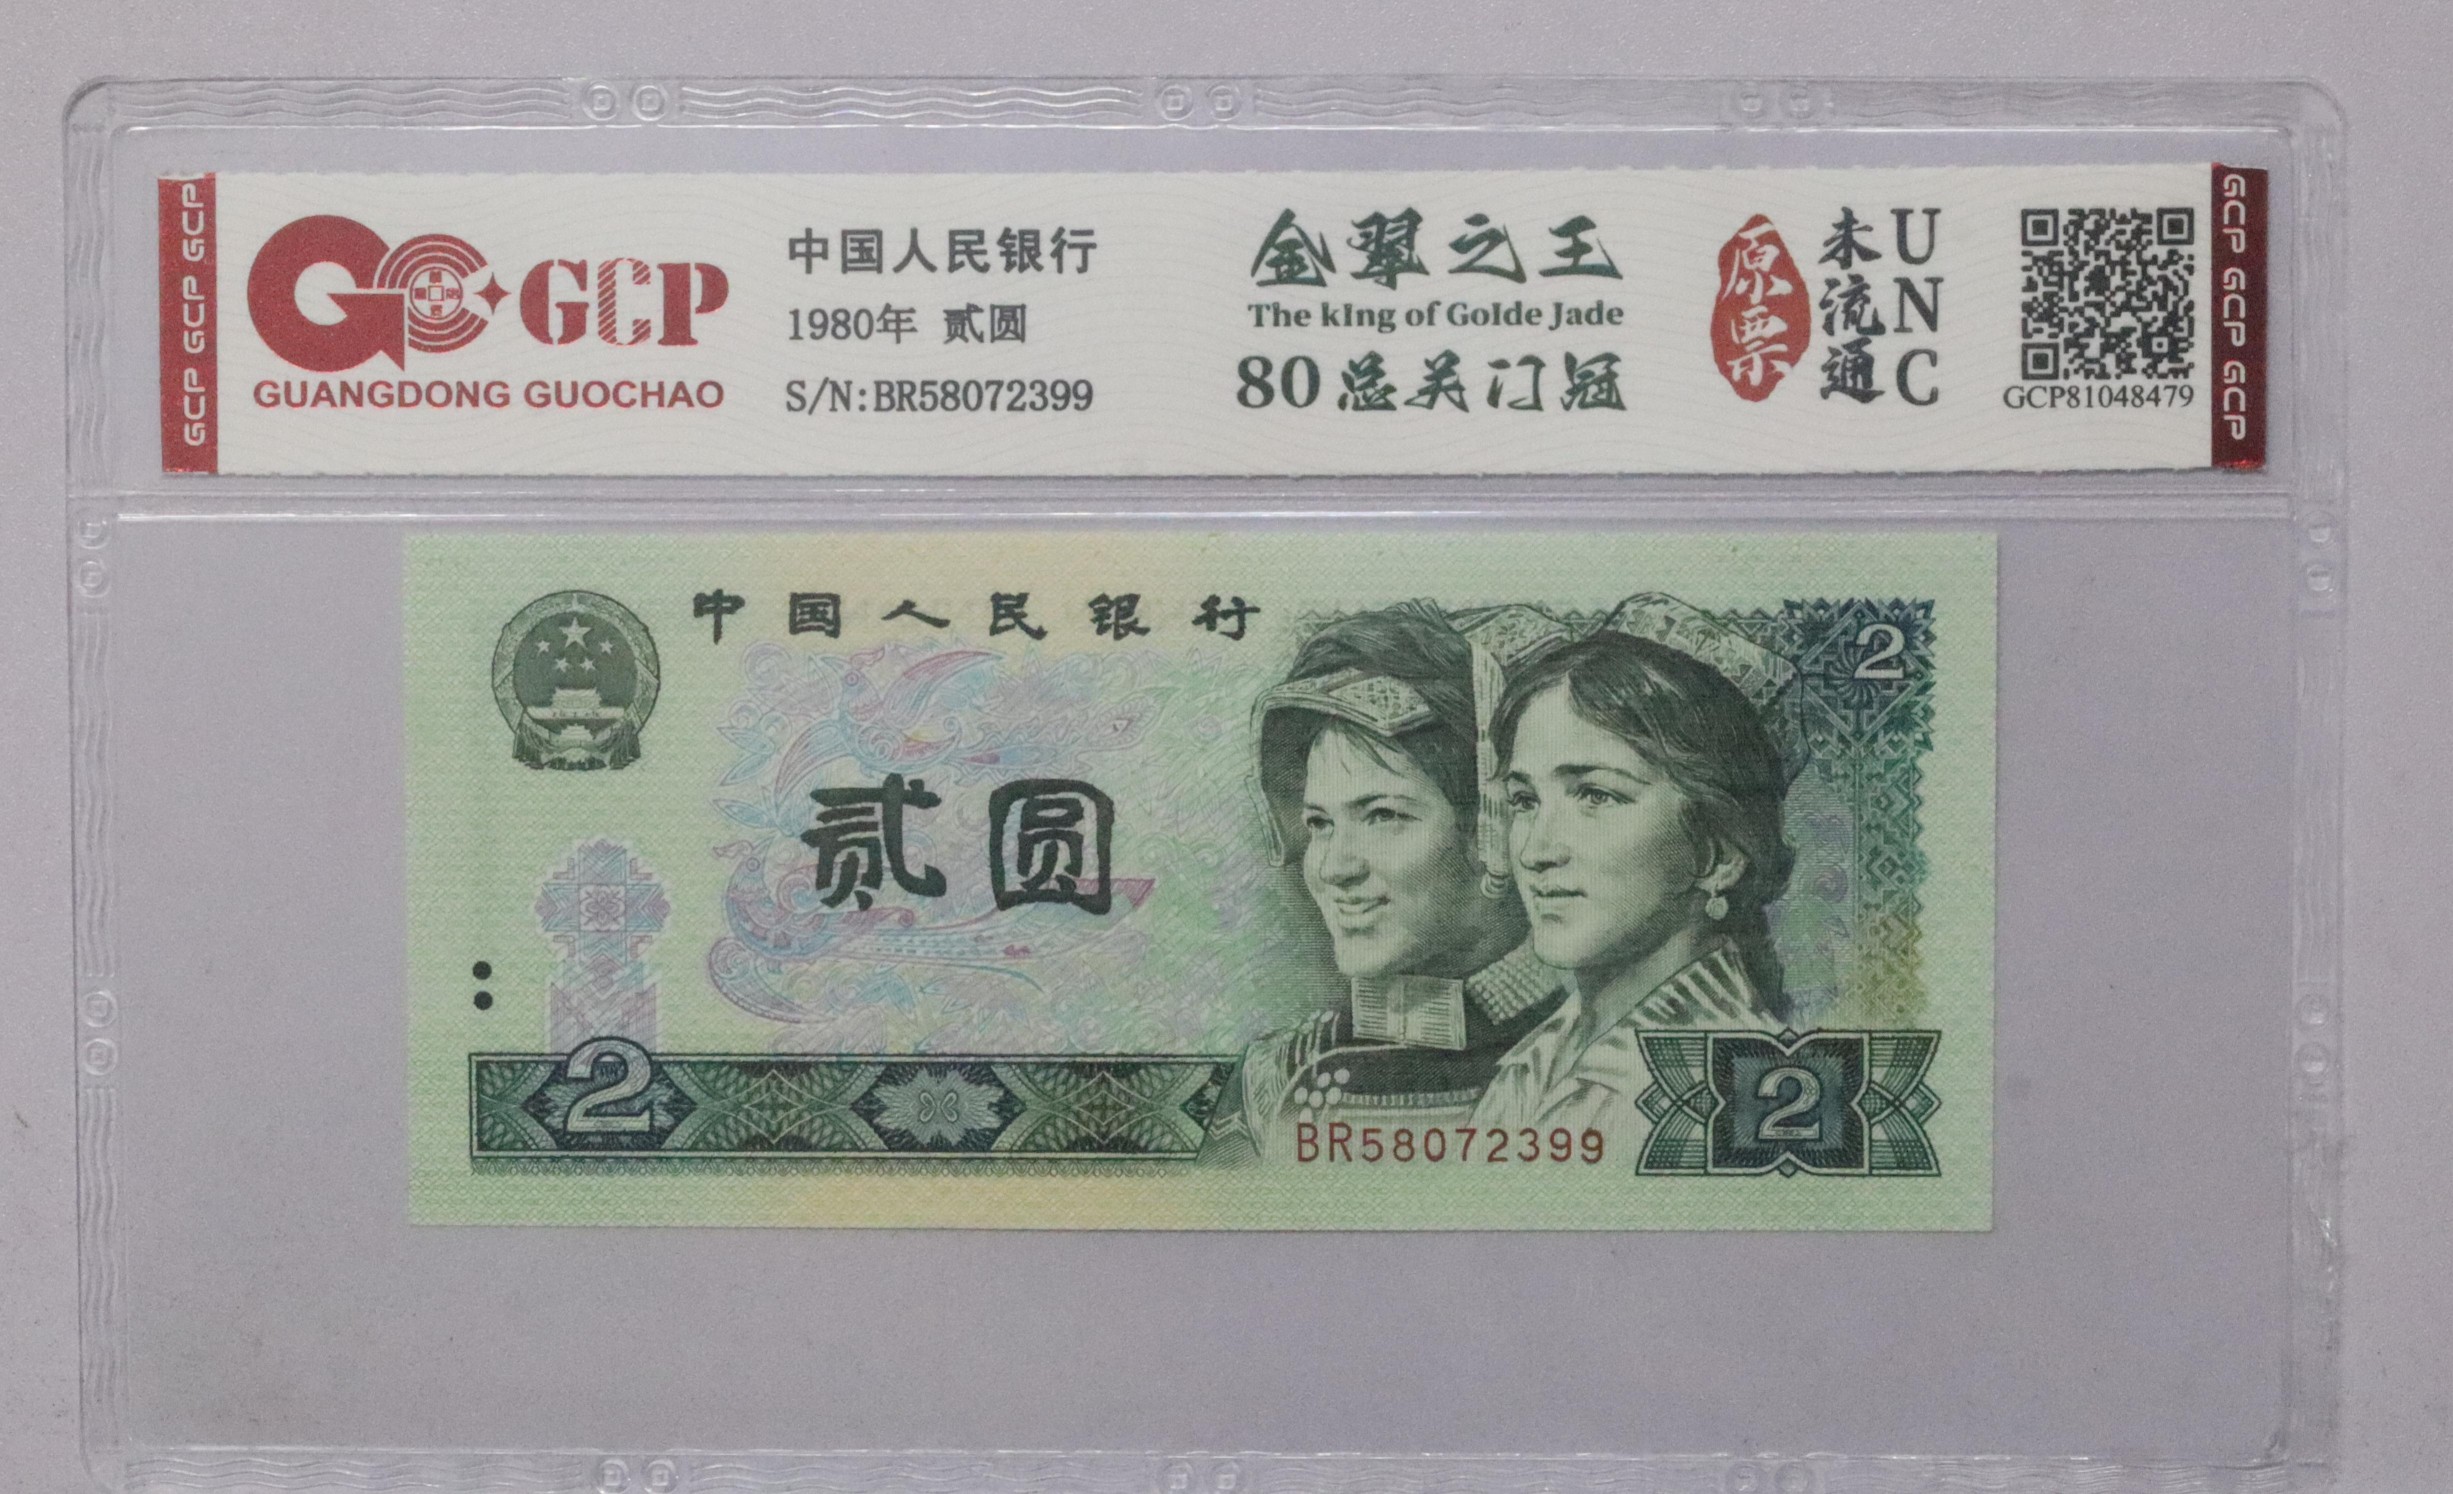 GCP GCP GCP
GCP
GUANGDONG GUOCHAO
中国人民银行
1980年 贰圆
S/N:BR58072399
金翠之王
The kIng of Golde Jade
80总关门冠
原票
未流通
UNC
GCP81048479
GCP GCP GCP
中国人民银行
2
贰圆
2
BR58072399
2